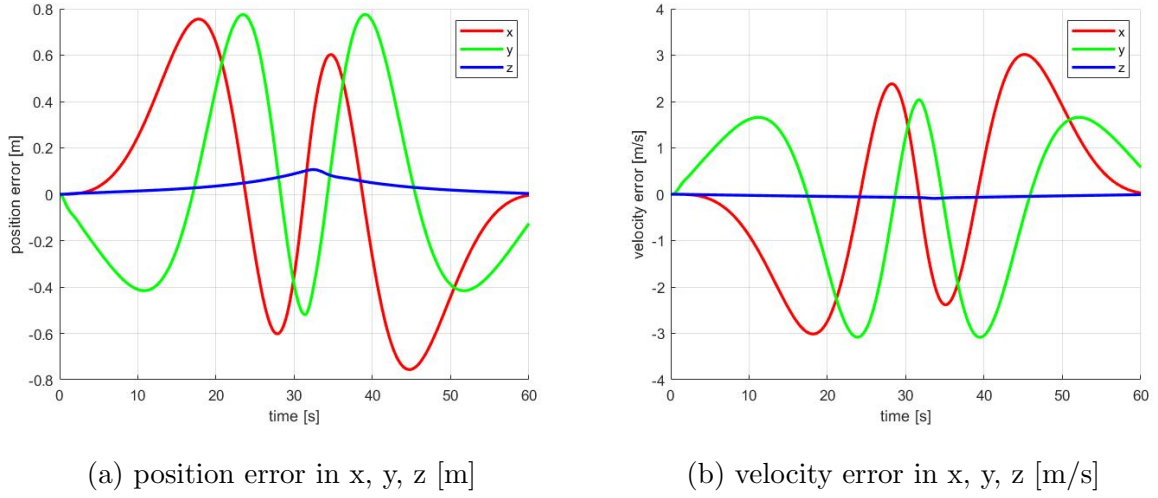 0.8
0.6
0.4
0.2
0
-0.2
-0.4
-0.6
-0.8
position error [m]
0 10 20 30 40 50 60
time [s]
x
y
z
4
3
2
1
0
-1
-2
-3
-4
velocity error [m/s]
0 10 20 30 40 50 60
time [s]
x
y
z
(a) position error in x, y, z [m]
(b) velocity error in x, y, z [m/s]